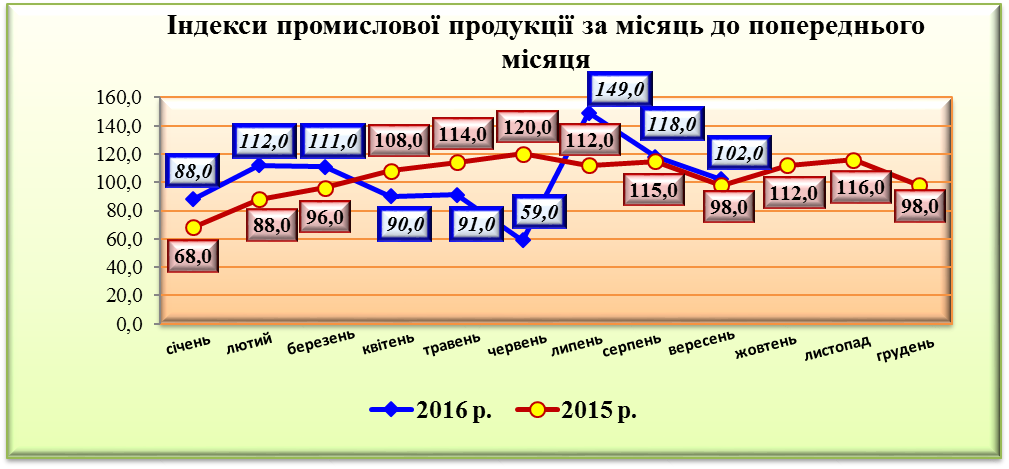 Індекси промислової продукції за місяць до попереднього
місяця
160,0
140,0
120,0
100,0
80,0
60,0
40,0
20,0
0,0
88,0
112,0
111,0
90,0
91,0
59,0
149,0
118,0
102,0
68,0
88,0
96,0
108,0
114,0
120,0
112,0
115,0
98,0
112,0
116,0
98,0
січень
лютий
березень
квітень
травень
червень
липень
серпень
вересень
жовтень
листопад
грудень
2016 р.
2015 р.